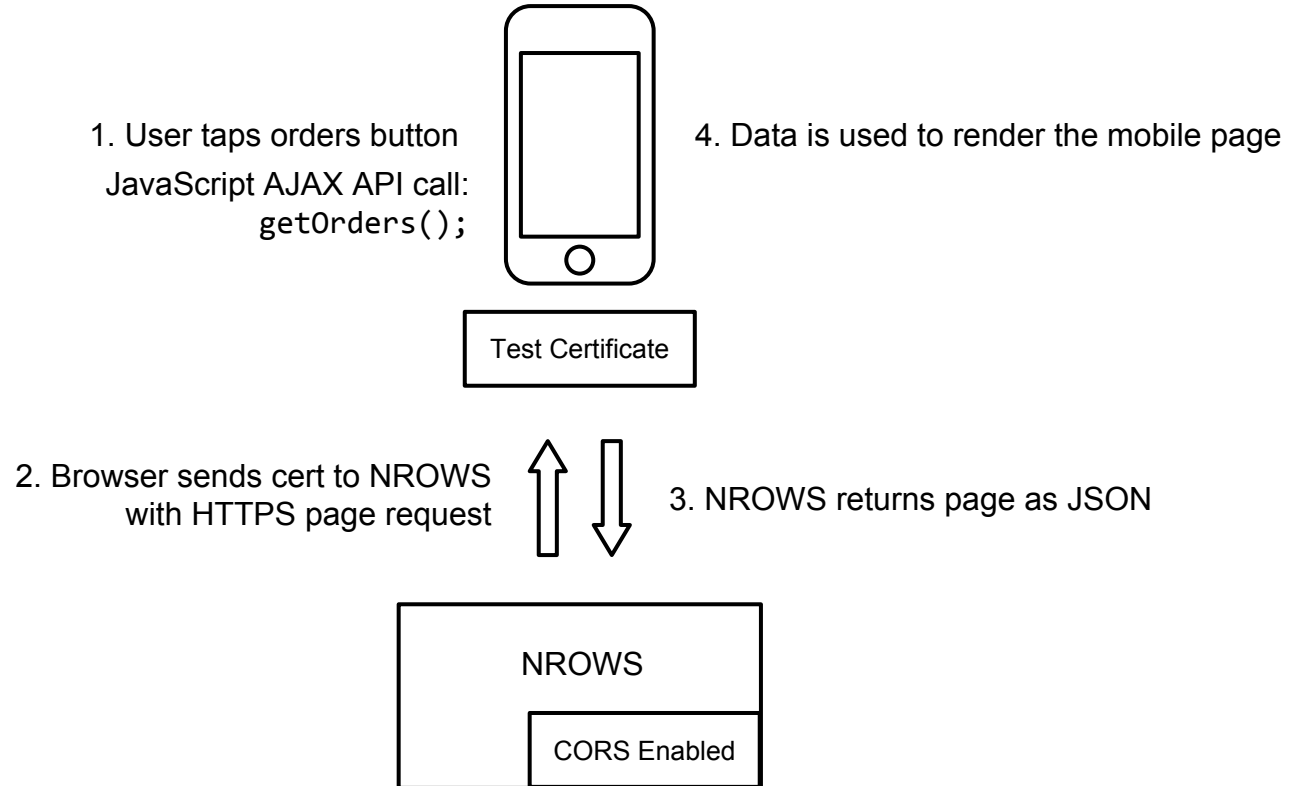 1. User taps orders button
JavaScript AJAX API call:
getOrders();
4. Data is used to render the mobile page
Test Certificate
2. Browser sends cert to NROWS
with HTTPS page request
3. NROWS returns page as JSON
NROWS
CORS Enabled